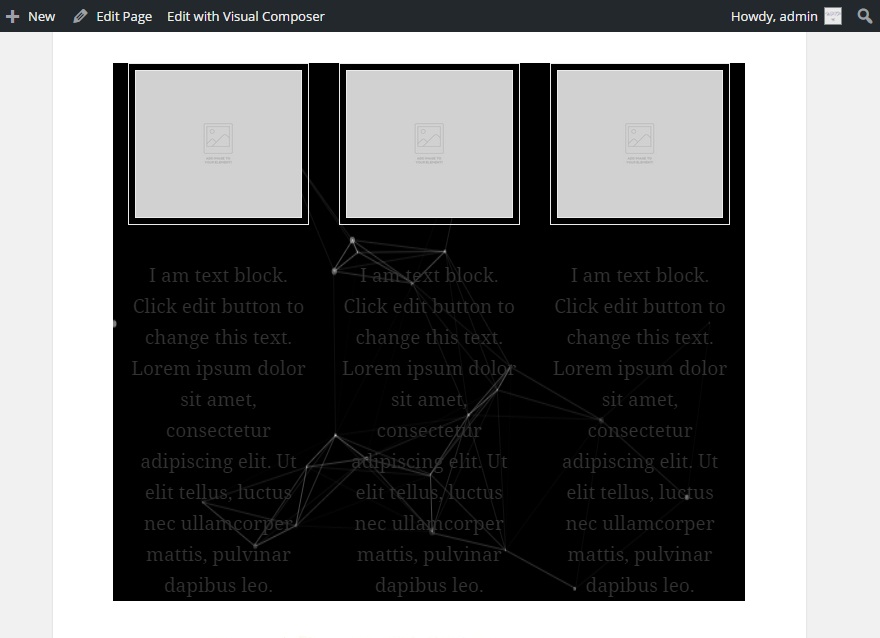 New Edit Page Edit with Visual Composer Howdy, admin
I am text block.
Click edit button to
change this text.
Lorem ipsum dolor
sit amet,
consectetur
adipiscing elit. Ut
elit tellus, luctus
nec ullamcorper
mattis, pulvinar
dapibus leo.
I am text block.
Click edit button to
change this text.
Lorem ipsum dolor
sit amet,
consectetur
adipiscing elit. Ut
elit tellus, luctus
nec ullamcorper
mattis, pulvinar
dapibus leo.
I am text block.
Click edit button to
change this text.
Lorem ipsum dolor
sit amet,
consectetur
adipiscing elit. Ut
elit tellus, luctus
nec ullamcorper
mattis, pulvinar
dapibus leo.